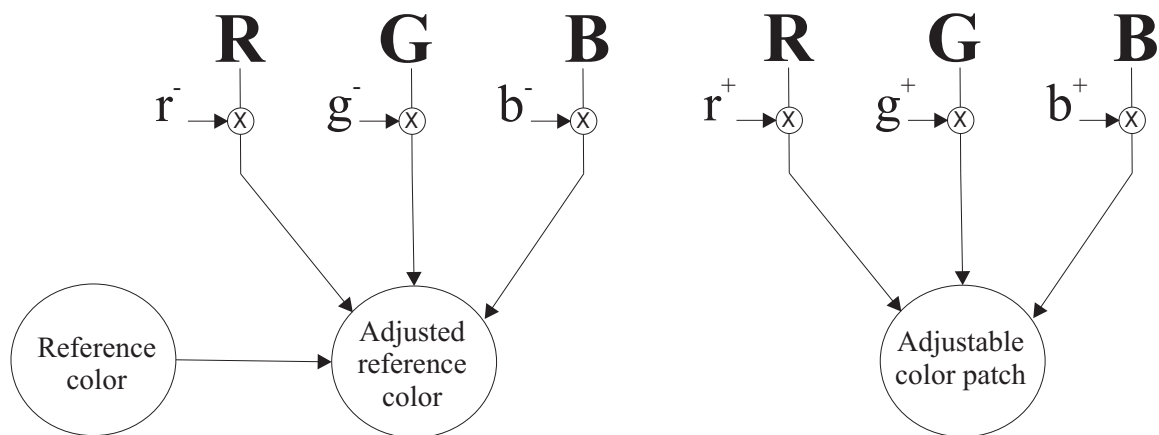 R G B R G B
r⁻ X g⁻ X b⁻ X r⁺ X g⁺ X b⁺ X
Reference
color
Adjusted
reference
color
Adjustable
color patch